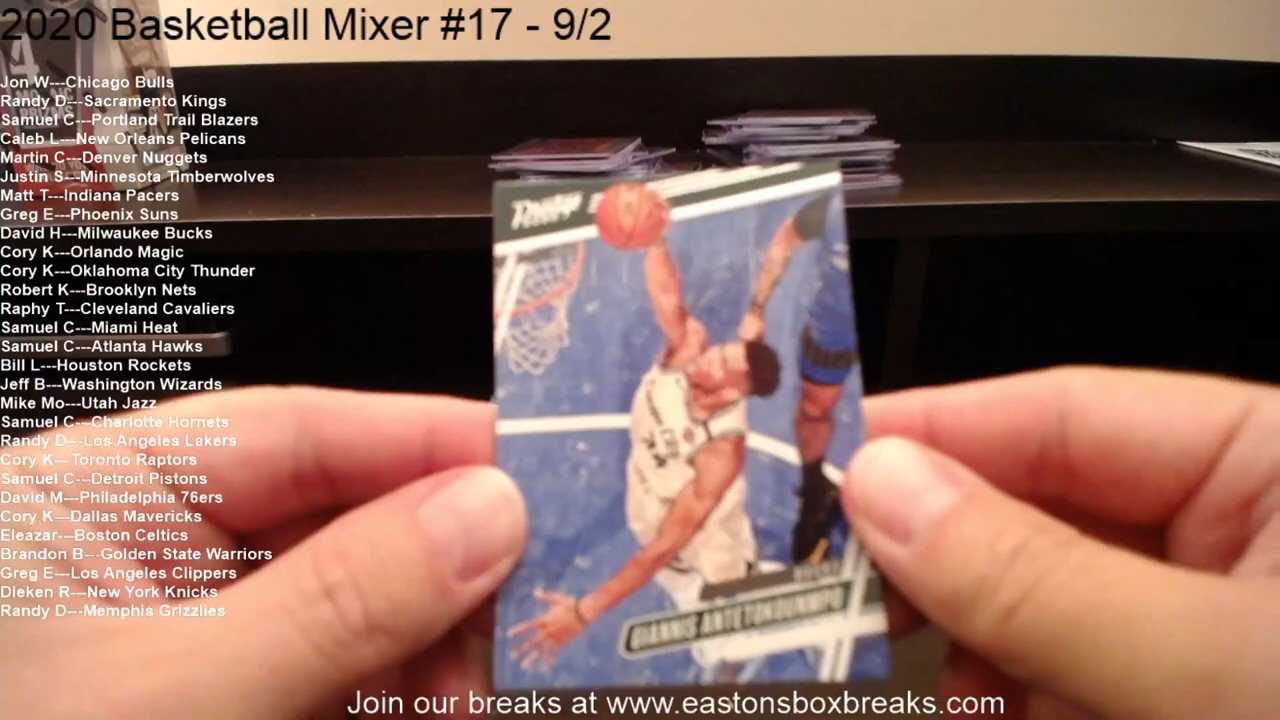 2020 Basketball Mixer #17 - 9/2
Jon W---Chicago Bulls
Randy D---Sacramento Kings
Samuel C---Portland Trail Blazers
Caleb L---New Orleans Pelicans
Martin C---Denver Nuggets
Justin S---Minnesota Timberwolves
Matt T---Indiana Pacers
Greg E---Phoenix Suns
David H---Milwaukee Bucks
Cory K---Orlando Magic
Cory K---Oklahoma City Thunder
Robert K---Brooklyn Nets
Raphy T---Cleveland Cavaliers
Samuel C---Miami Heat
Samuel C---Atlanta Hawks
Bill L---Houston Rockets
Jeff B---Washington Wizards
Mike Mo---Utah Jazz
Samuel C---Charlotte Hornets
Randy D---Los Angeles Lakers
Cory K---Toronto Raptors
Samuel C---Detroit Pistons
David M---Philadelphia 76ers
Cory K---Dallas Mavericks
Eleazar---Boston Celtics
Brandon B---Golden State Warriors
Greg E---Los Angeles Clippers
Dieken R---New York Knicks
Randy D---Memphis Grizzlies
GIANNIS ANTETOKOUNMPO
Join our breaks at www.eastonsboxbreaks.com